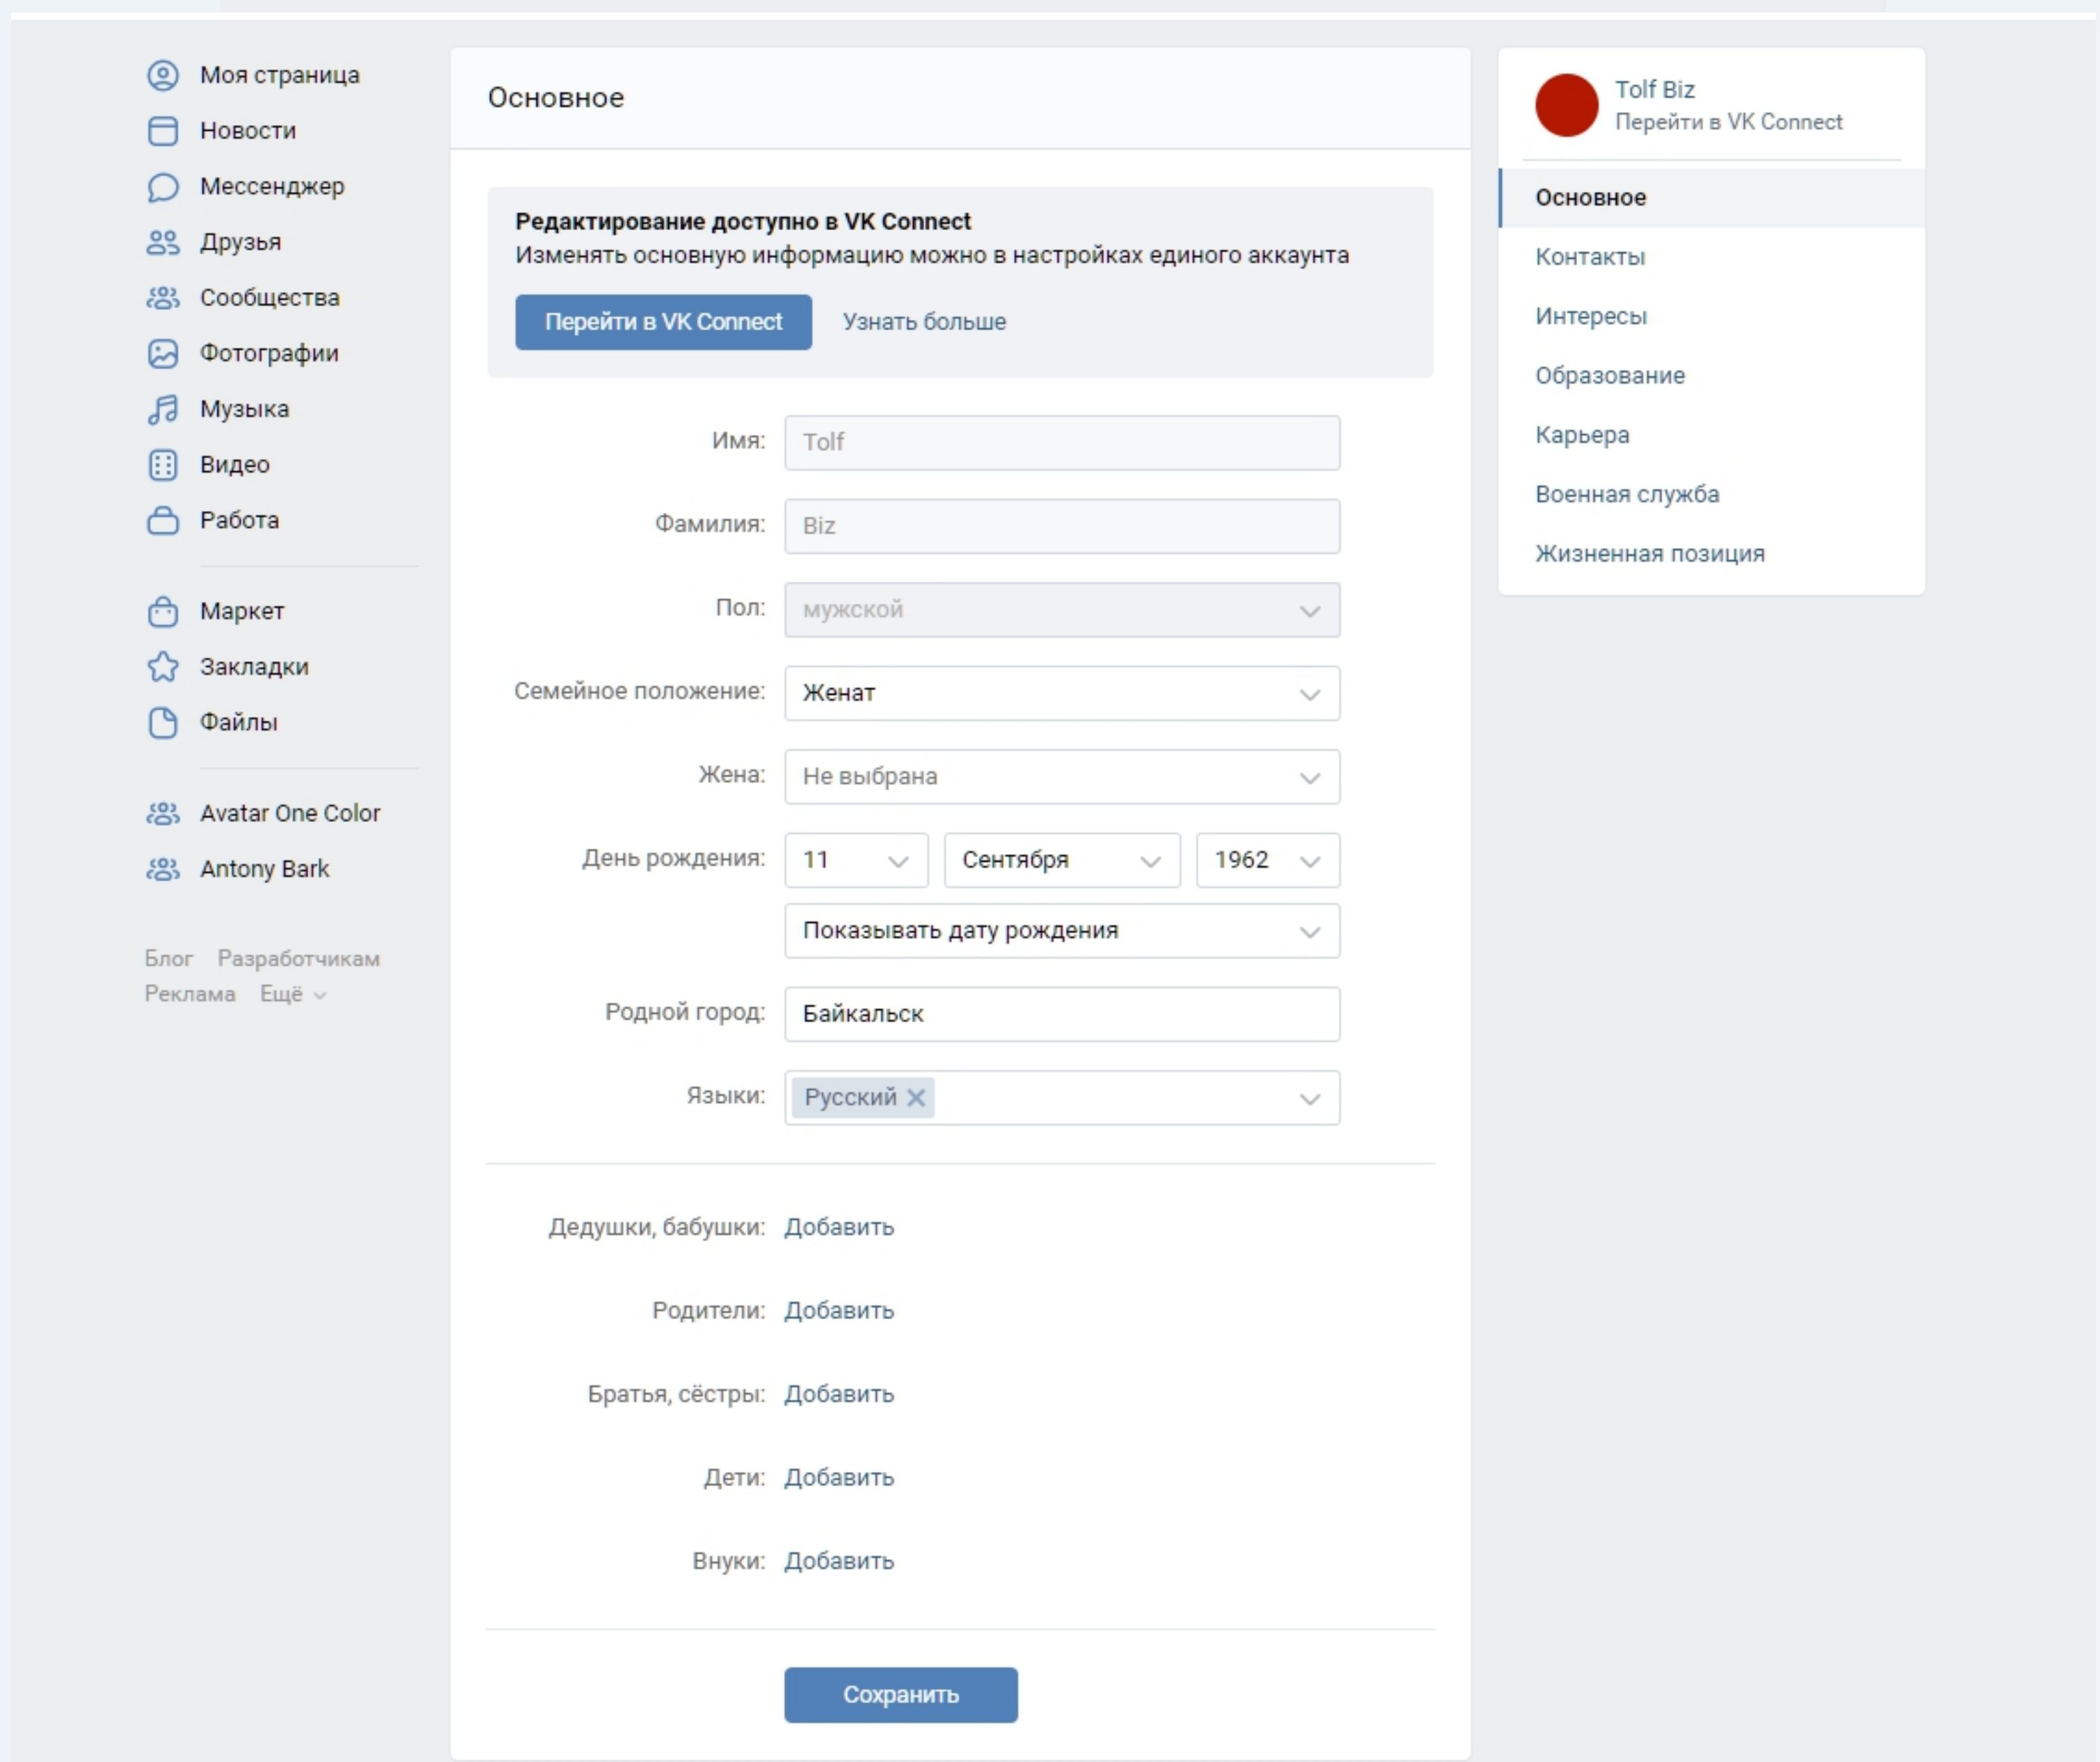 Моя страница
Новости
Мессенджер
Друзья
Сообщества
Фотографии
Музыка
Видео
Работа
Маркет
Закладки
Файлы
Avatar One Color
Antony Bark
Блог Разработчикам
Реклама Ещё
Основное
Редактирование доступно в VK Connect
Изменять основную информацию можно в настройках единого аккаунта
Перейти в VK Connect Узнать больше
Имя: Tolf
Фамилия: Biz
Пол: мужской
Семейное положение: Женат
Жена: Не выбрана
День рождения: 11 Сентября 1962
Показывать дату рождения
Родной город: Байкальск
Языки: Русский
Дедушки, бабушки: Добавить
Родители: Добавить
Братья, сёстры: Добавить
Дети: Добавить
Внуки: Добавить
Сохранить
Tolf Biz
Перейти в VK Connect
Основное
Контакты
Интересы
Образование
Карьера
Военная служба
Жизненная позиция